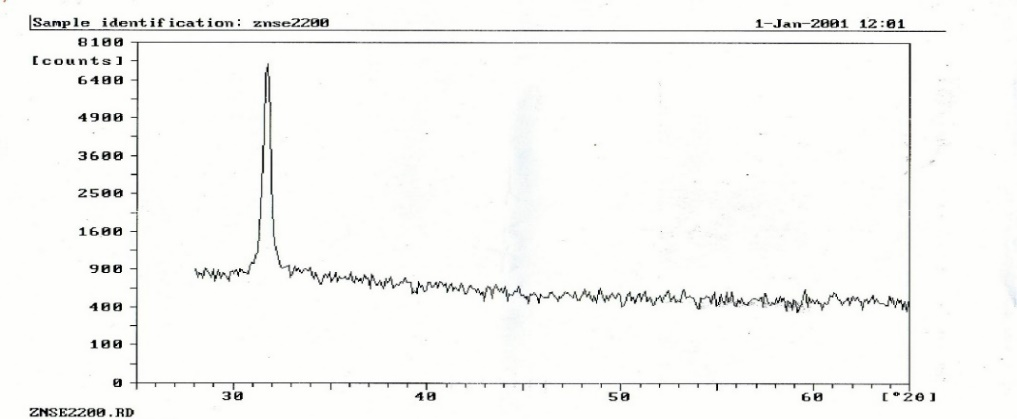 Sample identification: znse2200 1-Jan-2001 12:01
8100
[counts]
6400
4900
3600
2500
1600
900
400
100
0
30 40 50 60 [°2θ]
ZNSE2200.RD